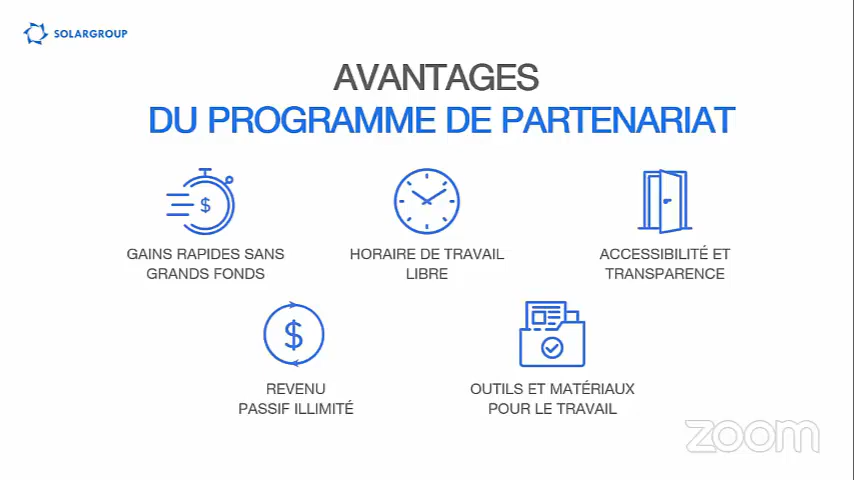 SOLARGROUP
AVANTAGES
DU PROGRAMME DE PARTENARIAT
$
GAINS RAPIDES SANS
GRANDS FONDS
HORAIRE DE TRAVAIL
LIBRE
ACCESSIBILITÉ ET
TRANSPARENCE
$
REVENU
PASSIF ILLIMITÉ
OUTILS ET MATÉRIAUX
POUR LE TRAVAIL
zoom